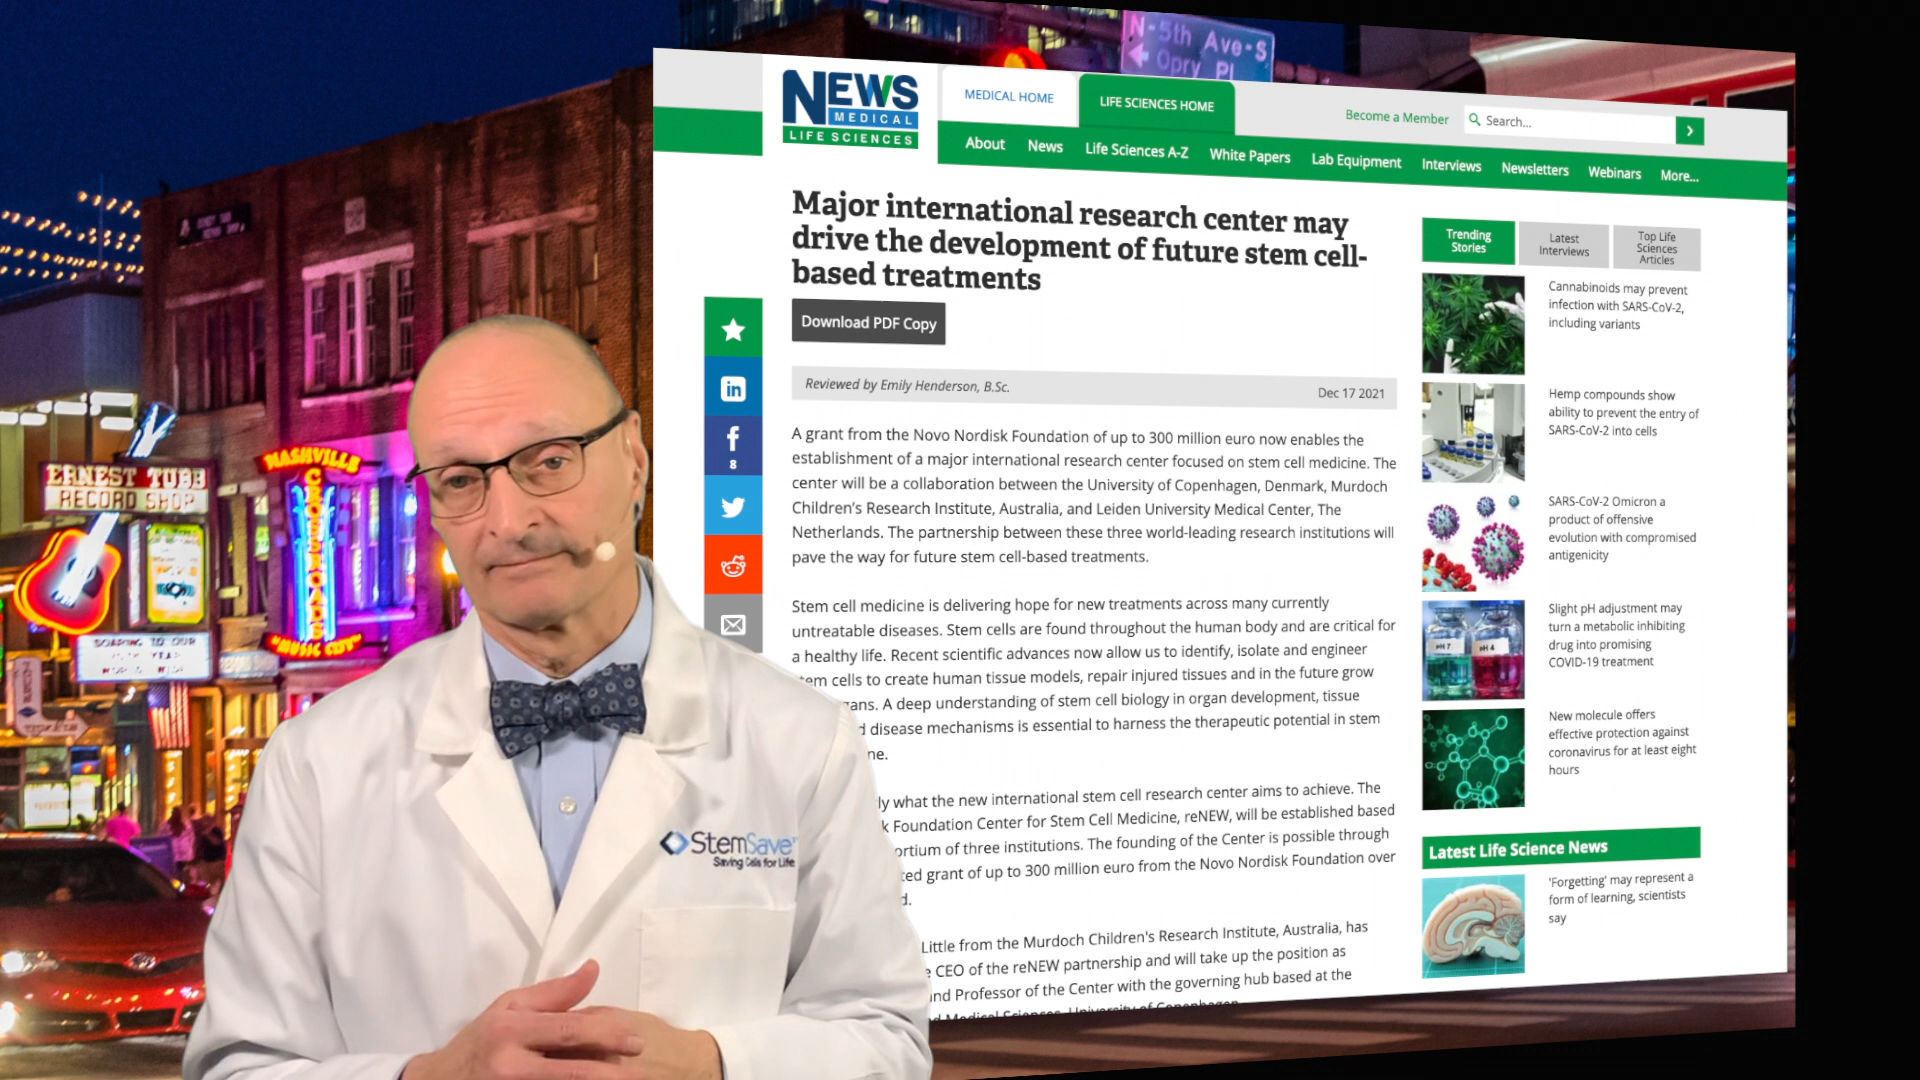 N-5th Ave-S
Opry Pl
NEWS
MEDICAL
LIFE SCIENCES
MEDICAL HOME
LIFE SCIENCES HOME
Become a Member
Search...
About News Life Sciences A-Z White Papers Lab Equipment Interviews Newsletters Webinars More...
Major international research center may
drive the development of future stem cell-
based treatments
Download PDF Copy
Reviewed by Emily Henderson, B.Sc.
Dec 17 2021
A grant from the Novo Nordisk Foundation of up to 300 million euro now enables the
establishment of a major international research center focused on stem cell medicine. The
center will be a collaboration between the University of Copenhagen, Denmark, Murdoch
Children's Research Institute, Australia, and Leiden University Medical Center, The
Netherlands. The partnership between these three world-leading research institutions will
pave the way for future stem cell-based treatments.
Stem cell medicine is delivering hope for new treatments across many currently
untreatable diseases. Stem cells are found throughout the human body and are critical for
a healthy life. Recent scientific advances now allow us to identify, isolate and engineer
cells to create human tissue models, repair injured tissues and in the future grow
A deep understanding of stem cell biology in organ development, tissue
disease mechanisms is essential to harness the therapeutic potential in stem
what the new international stem cell research center aims to achieve. The
Foundation Center for Stem Cell Medicine, reNEW, will be established based
of three institutions. The founding of the Center is possible through
grant of up to 300 million euro from the Novo Nordisk Foundation over
Little from the Murdoch Children's Research Institute, Australia, has
CEO of the reNEW partnership and will take up the position as
Professor of the Center with the governing hub based at the
Medical Sciences, University of Copenhagen
in
f
8
Trending
Stories
Latest
Interviews
Top Life
Sciences
Articles
Cannabinoids may prevent
infection with SARS-CoV-2,
including variants
Hemp compounds show
ability to prevent the entry of
SARS-CoV-2 into cells
SARS-CoV-2 Omicron a
product of offensive
evolution with compromised
antigenicity
Slight pH adjustment may
turn a metabolic inhibiting
drug into promising
COVID-19 treatment
pH 7
pH 4
New molecule offers
effective protection against
coronavirus for at least eight
hours
Latest Life Science News
'Forgetting' may represent a
form of learning, scientists
say
ERNEST TUBB
RECORD SHOP
NASHVILLE
CROSSROADS
"MUSIC CITY"
StemSave
Saving Cells for Life